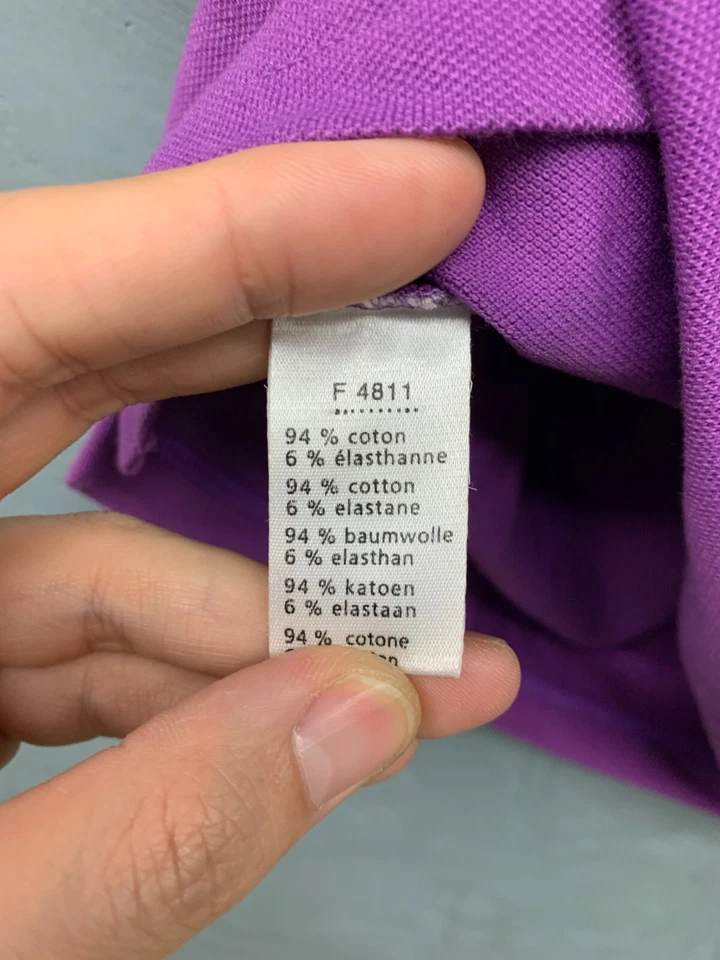 F 4811
94 % coton
6 % élasthanne
94 % cotton
6 % elastane
94 % baumwolle
6 % elasthan
94 % katoen
6 % elastaan
94 % cotone